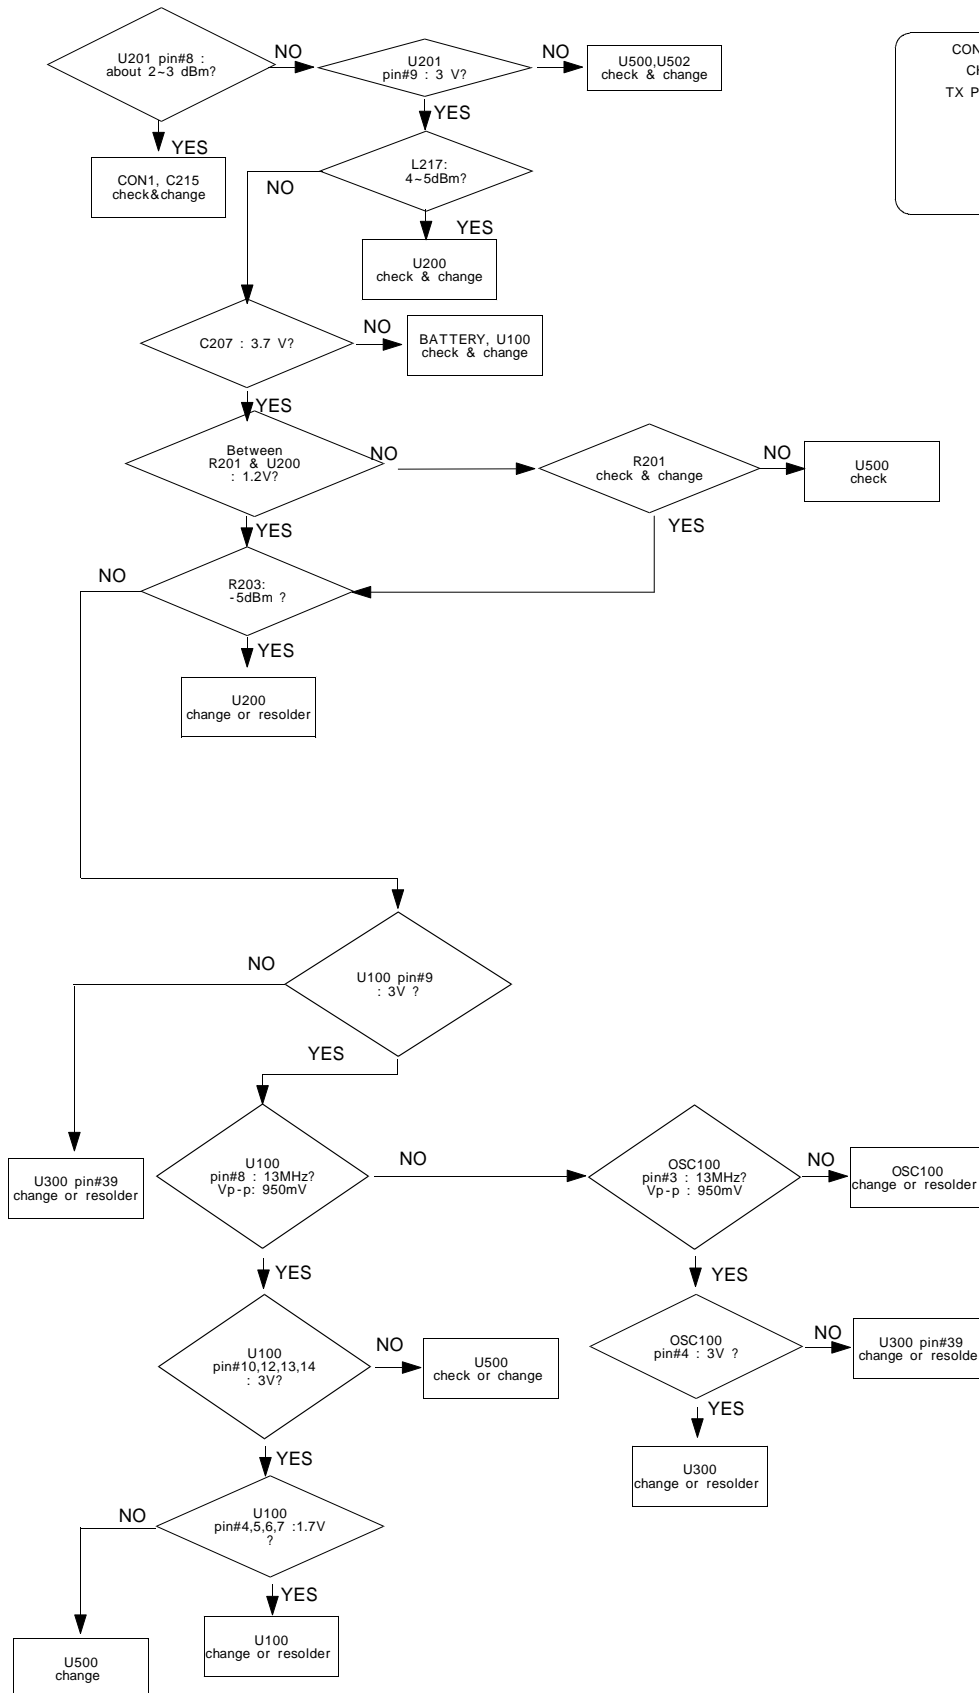 U201 pin#8 :
about 2~3 dBm?
NO
U201
pin#9 : 3 V?
NO
U500,U502
check & change
YES
CON1, C215
check&change
YES
L217:
4~5dBm?
NO
YES
U200
check & change
C207 : 3.7 V?
NO
BATTERY, U100
check & change
YES
Between
R201 & U200
: 1.2V?
NO
R201
check & change
NO
U500
check
YES
YES
NO
R203:
-5dBm ?
YES
U200
change or resolder
U100 pin#9
: 3V ?
NO
YES
U300 pin#39
change or resolder
U100
pin#8 : 13MHz?
Vp-p: 950mV
NO
OSC100
pin#3 : 13MHz?
Vp-p : 950mV
NO
OSC100
change or resolder
YES
YES
U100
pin#10,12,13,14
: 3V?
NO
U500
check or change
OSC100
pin#4 : 3V ?
NO
U300 pin#39
change or resolde
YES
U300
change or resolder
YES
U100
pin#4,5,6,7 :1.7V
?
NO
YES
U100
change or resolder
U500
change
CON
TX P